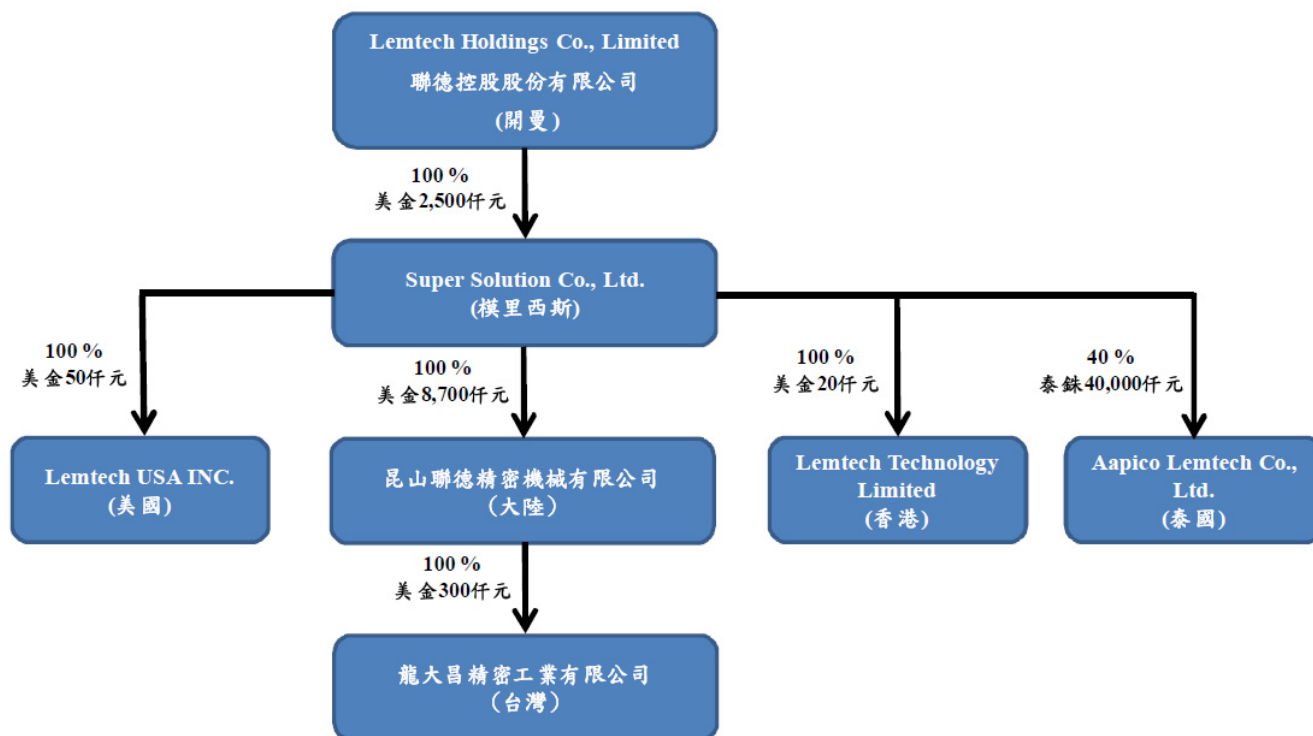 Lemtech Holdings Co., Limited
聯德控股股份有限公司
(開曼)
100 %
美金2,500仟元
Super Solution Co., Ltd.
(模里西斯)
100 %
美金50仟元
100 %
美金8,700仟元
100 %
美金20仟元
40 %
泰銖40,000仟元
Lemtech USA INC.
(美國)
昆山聯德精密機械有限公司
（大陸）
Lemtech Technology
Limited
(香港)
Aapico Lemtech Co.,
Ltd.
(泰國)
100 %
美金300仟元
龍大昌精密工業有限公司
（台灣）